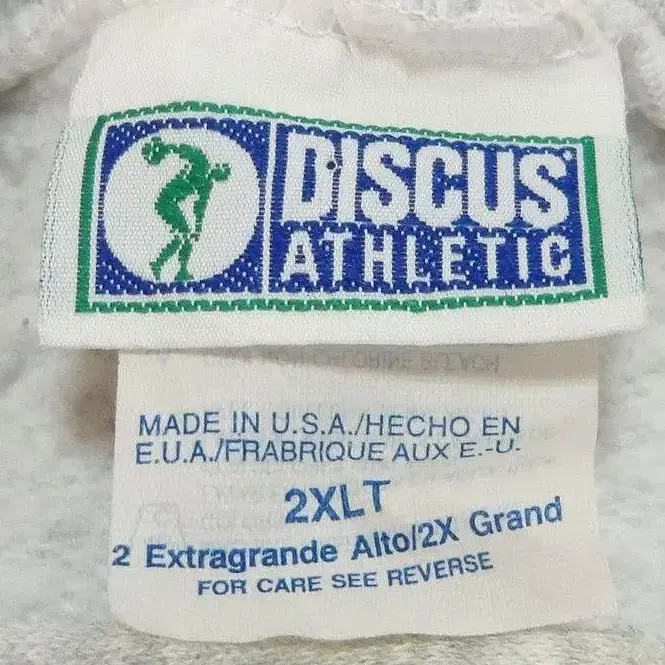 DISCUS
ATHLETIC
MADE IN U.S.A./HECHO EN
E.U.A./FRABRIQUE AUX E.-U.
2XLT
2 Extragrande Alto/2X Grand
FOR CARE SEE REVERSE